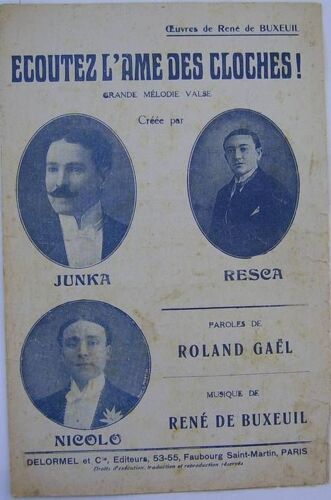 Œuvres de René de BUXEUIL
ECOUTEZ L'AME DES CLOCHES!
GRANDE MÉLODIE VALSE
Créée par
JUNKA
RESCA
NICOLO
PAROLES DE
ROLAND GAËL
MUSIQUE DE
RENÉ DE BUXEUIL
DELORMEL et Cie, Editeurs, 53-55, Faubourg Saint-Martin, PARIS
Droits d'exécution, traduction et reproduction réservés